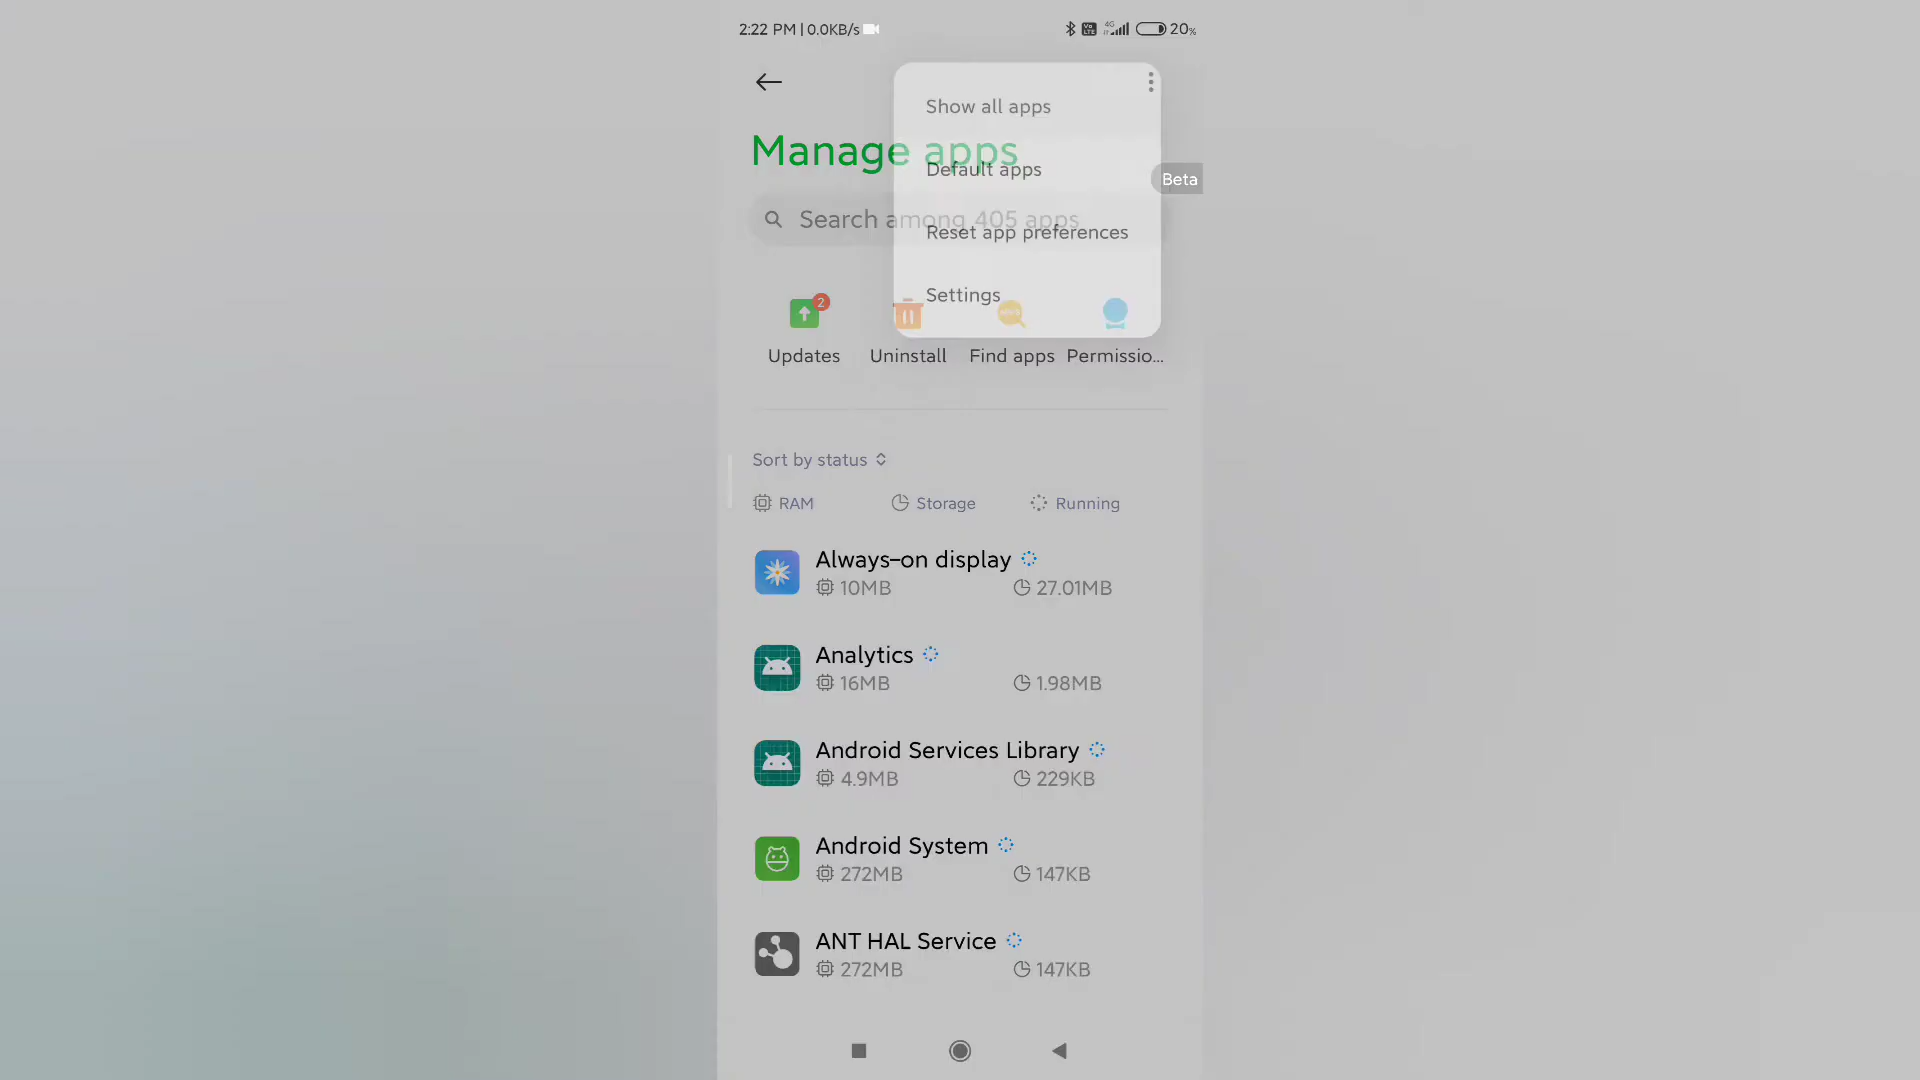 2:22 PM | 0.0KB/s 4G 20%
Show all apps
Manage apps
Default apps
Beta
Search among 405 apps
Reset app preferences
Settings
2
Updates Uninstall Find apps Permissio...
Sort by status
RAM Storage Running
Always-on display
10MB 27.01MB
Analytics
16MB 1.98MB
Android Services Library
4.9MB 229KB
Android System
272MB 147KB
ANT HAL Service
272MB 147KB